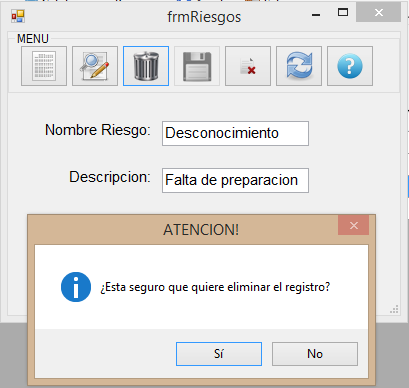 frmRiesgos
MENU
Nombre Riesgo: Desconocimiento
Descripcion: Falta de preparacion
ATENCION!
¿Esta seguro que quiere eliminar el registro?
Sí No